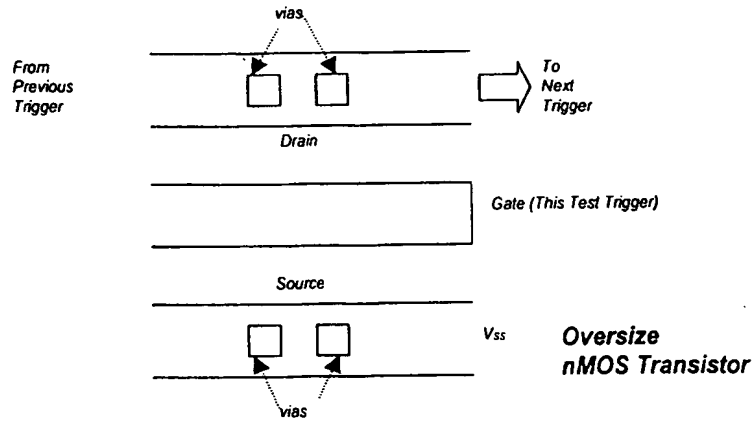 vias
From
Previous
Trigger
To
Next
Trigger
Drain
Gate (This Test Trigger)
Source
Vss
Oversize
nMOS Transistor
vias